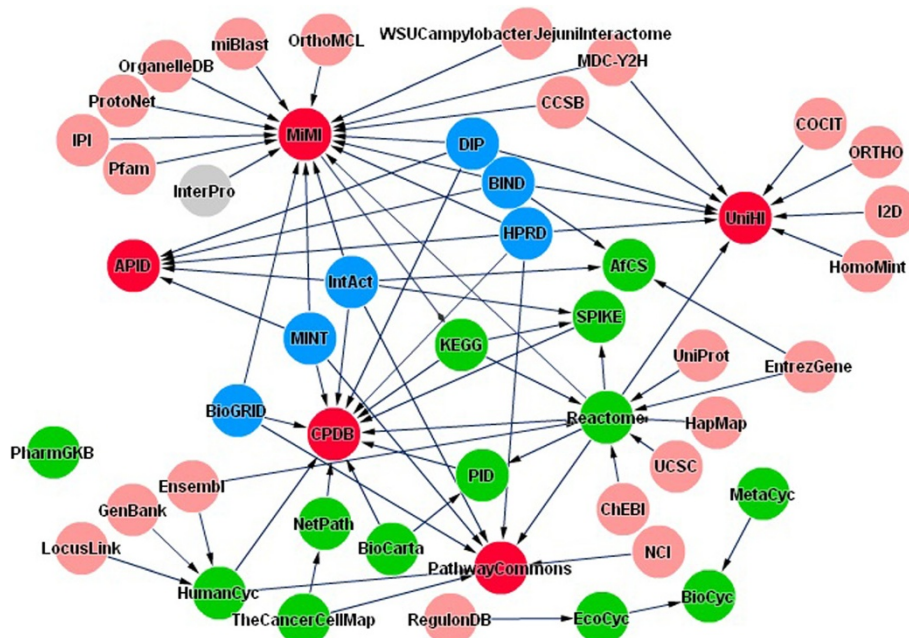 miBlast
OrthoMCL
WSUCampylobacterJejuniInteractome
OrganelleDB
MDC-Y2H
ProtoNet
CCSB
IPI
MiMI
DIP
COCIT
Pfam
ORTHO
InterPro
BIND
I2D
HPRD
UniHI
APID
AfCS
HomoMint
IntAct
SPIKE
MINT
KEGG
UniProt
EntrezGene
BioGRID
Reactome
HapMap
CPDB
PharmGKB
UCSC
Ensembl
PID
GenBank
NetPath
ChEBI
MetaCyc
LocusLink
BioCarta
NCI
HumanCyc
PathwayCommons
BioCyc
TheCancerCellMap
RegulonDB
EcoCyc